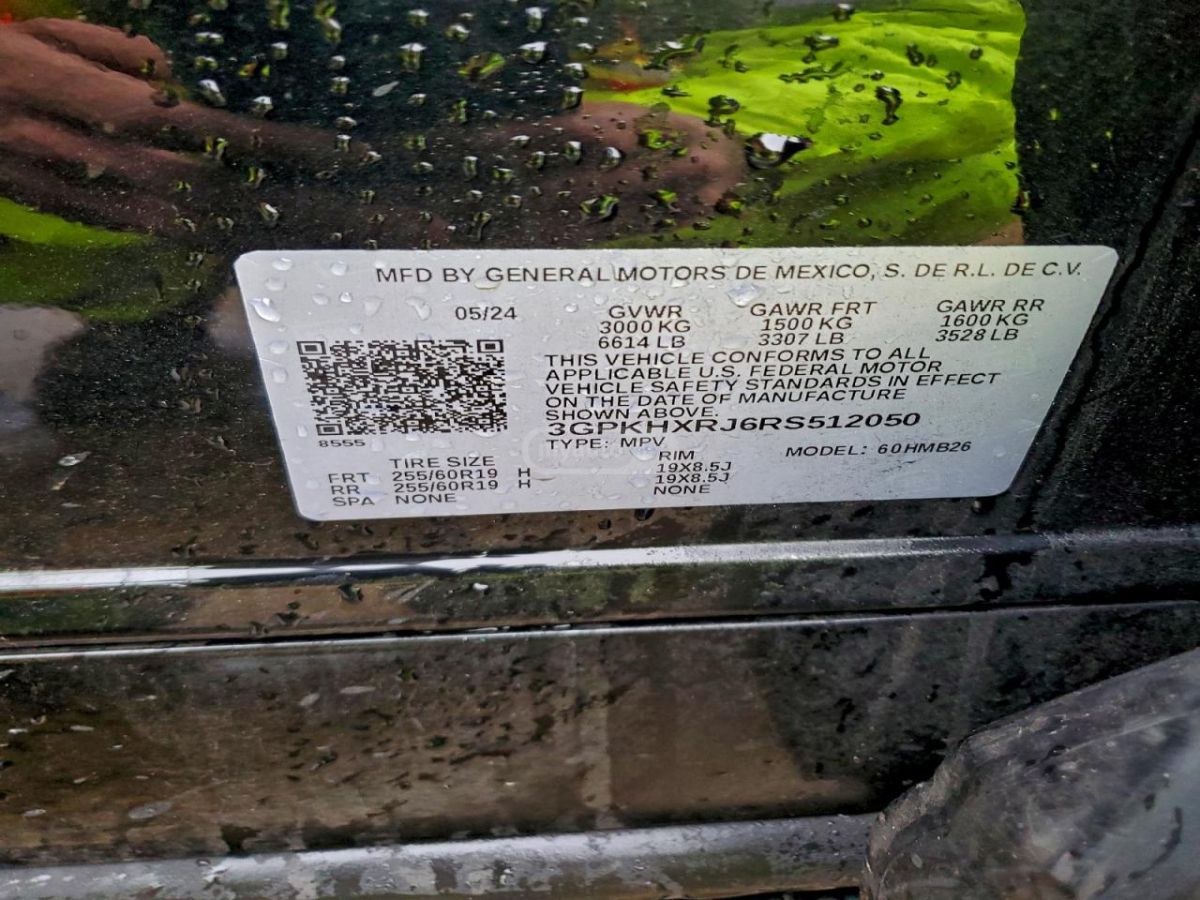 MFD BY GENERAL MOTORS DE MEXICO, S. DE R.L. DE C.V.
05/24 GVWR GAWR FRT GAWR RR
3000 KG 1500 KG 1600 KG
6614 LB 3307 LB 3528 LB
THIS VEHICLE CONFORMS TO ALL
APPLICABLE U.S. FEDERAL MOTOR
VEHICLE SAFETY STANDARDS IN EFFECT
ON THE DATE OF MANUFACTURE
SHOWN ABOVE.
3GPKHXRJ6RS512050
8555 TYPE: MPV MODEL: 60HMB26
TIRE SIZE RIM
FRT 255/60R19 H 19X8.5J
RR 255/60R19 H 19X8.5J
SPA NONE NONE